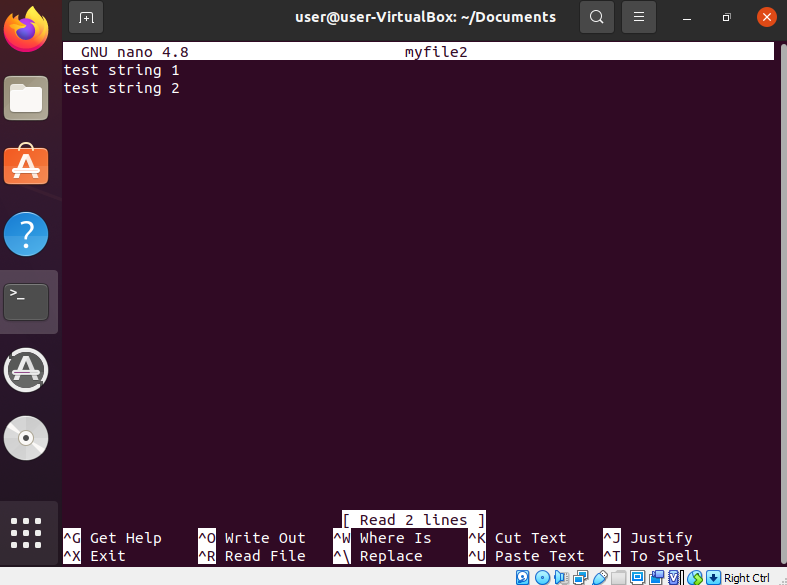 user@user-VirtualBox: ~/Documents
GNU nano 4.8 myfile2
test string 1
test string 2
[ Read 2 lines ]
^G Get Help ^O Write Out ^W Where Is ^K Cut Text ^J Justify
^X Exit ^R Read File ^\ Replace ^U Paste Text ^T To Spell
Right Ctrl